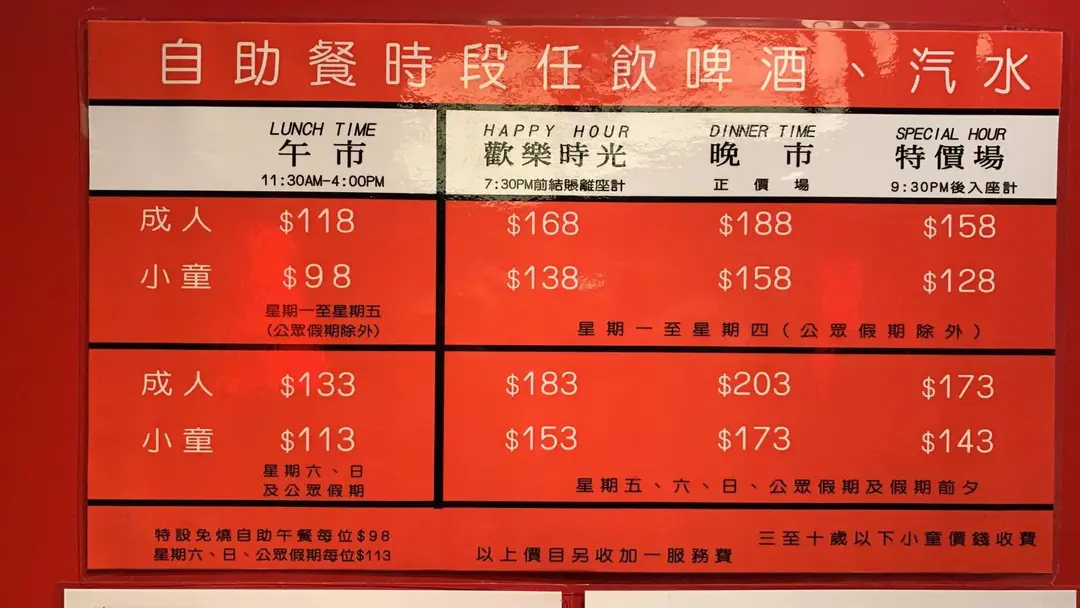 自助餐時段任飲啤酒、汽水
LUNCH TIME HAPPY HOUR DINNER TIME SPECIAL HOUR
午市 歡樂時光 晚市 特價場
11:30AM-4:00PM 7:30PM前結賬離座計 正價場 9:30PM後入座計
成人 $118 $168 $188 $158
小童 $98 $138 $158 $128
星期一至星期五
(公眾假期除外) 星期一至星期四(公眾假期除外)
成人 $133 $183 $203 $173
小童 $113 $153 $173 $143
星期六、日
及公眾假期 星期五、六、日、公眾假期及假期前夕
特設免燒自助午餐每位$98
星期六、日、公眾假期每位$113
以上價目另收加一服務費
三至十歲以下小童價錢收費